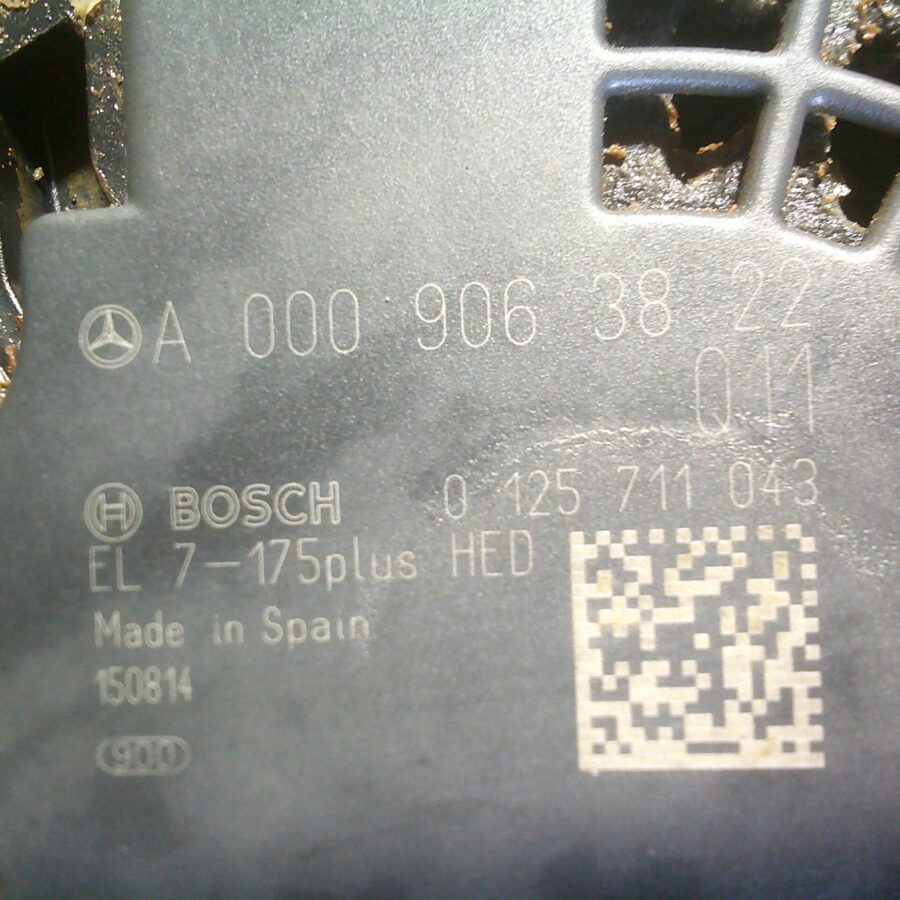 A 000 906 38 22
Q11
BOSCH 0 125 711 043
EL 7-175plus HED
Made in Spain
150814
900